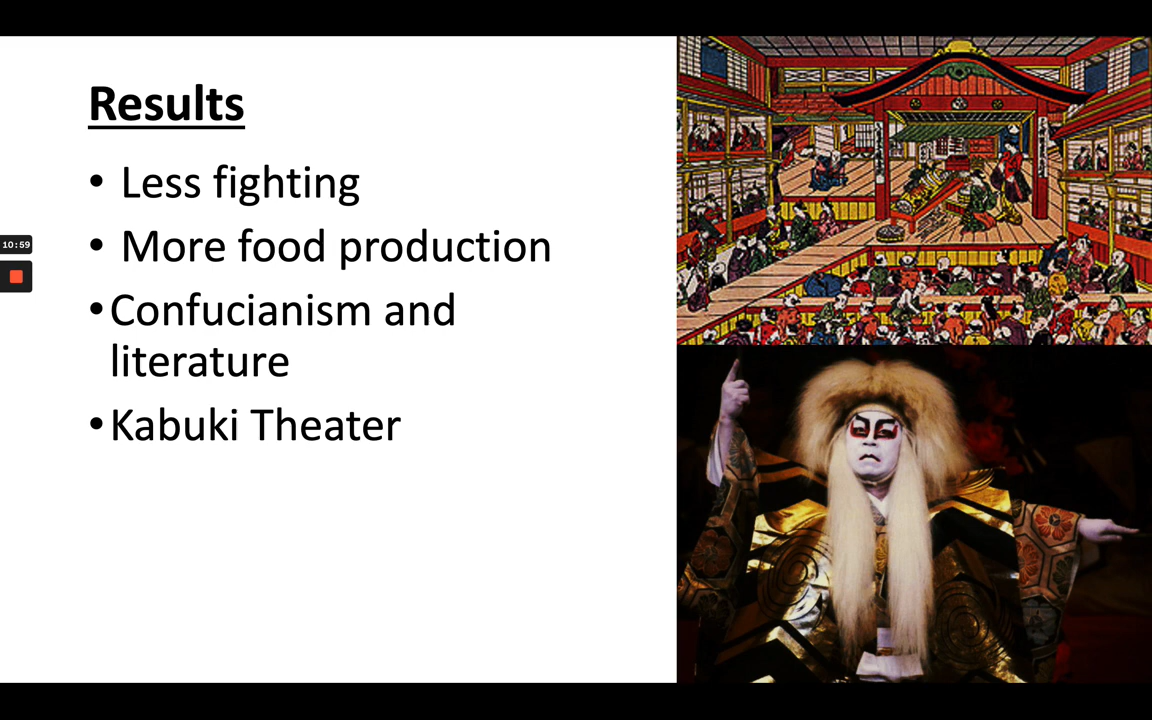 Results
• Less fighting
• More food production
• Confucianism and
literature
• Kabuki Theater
10:59